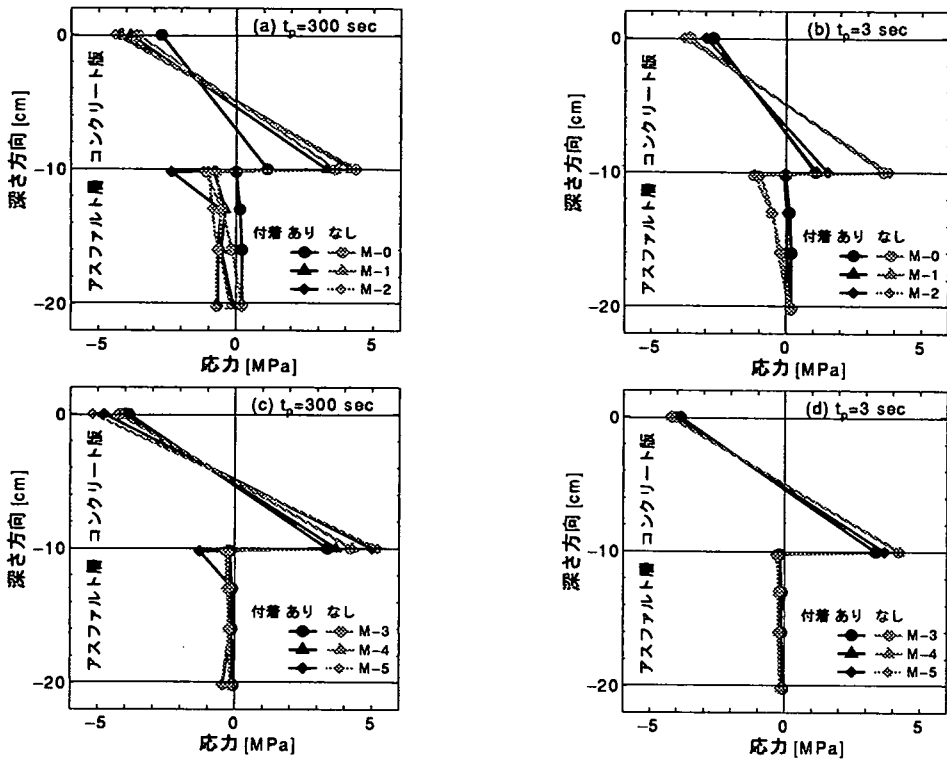 (a) tp=300 sec
0
-10
-20
深さ方向 [cm]
コンクリート版
アスファルト層
付着 あり なし
M-0
M-1
M-2
-5 0 5
応力 [MPa]
(b) tp=3 sec
0
-10
-20
深さ方向 [cm]
コンクリート版
アスファルト層
付着 あり なし
M-0
M-1
M-2
-5 0 5
応力 [MPa]
(c) tp=300 sec
0
-10
-20
深さ方向 [cm]
コンクリート版
アスファルト層
付着 あり なし
M-3
M-4
M-5
-5 0 5
応力 [MPa]
(d) tp=3 sec
0
-10
-20
深さ方向 [cm]
コンクリート版
アスファルト層
付着 あり なし
M-3
M-4
M-5
-5 0 5
応力 [MPa]